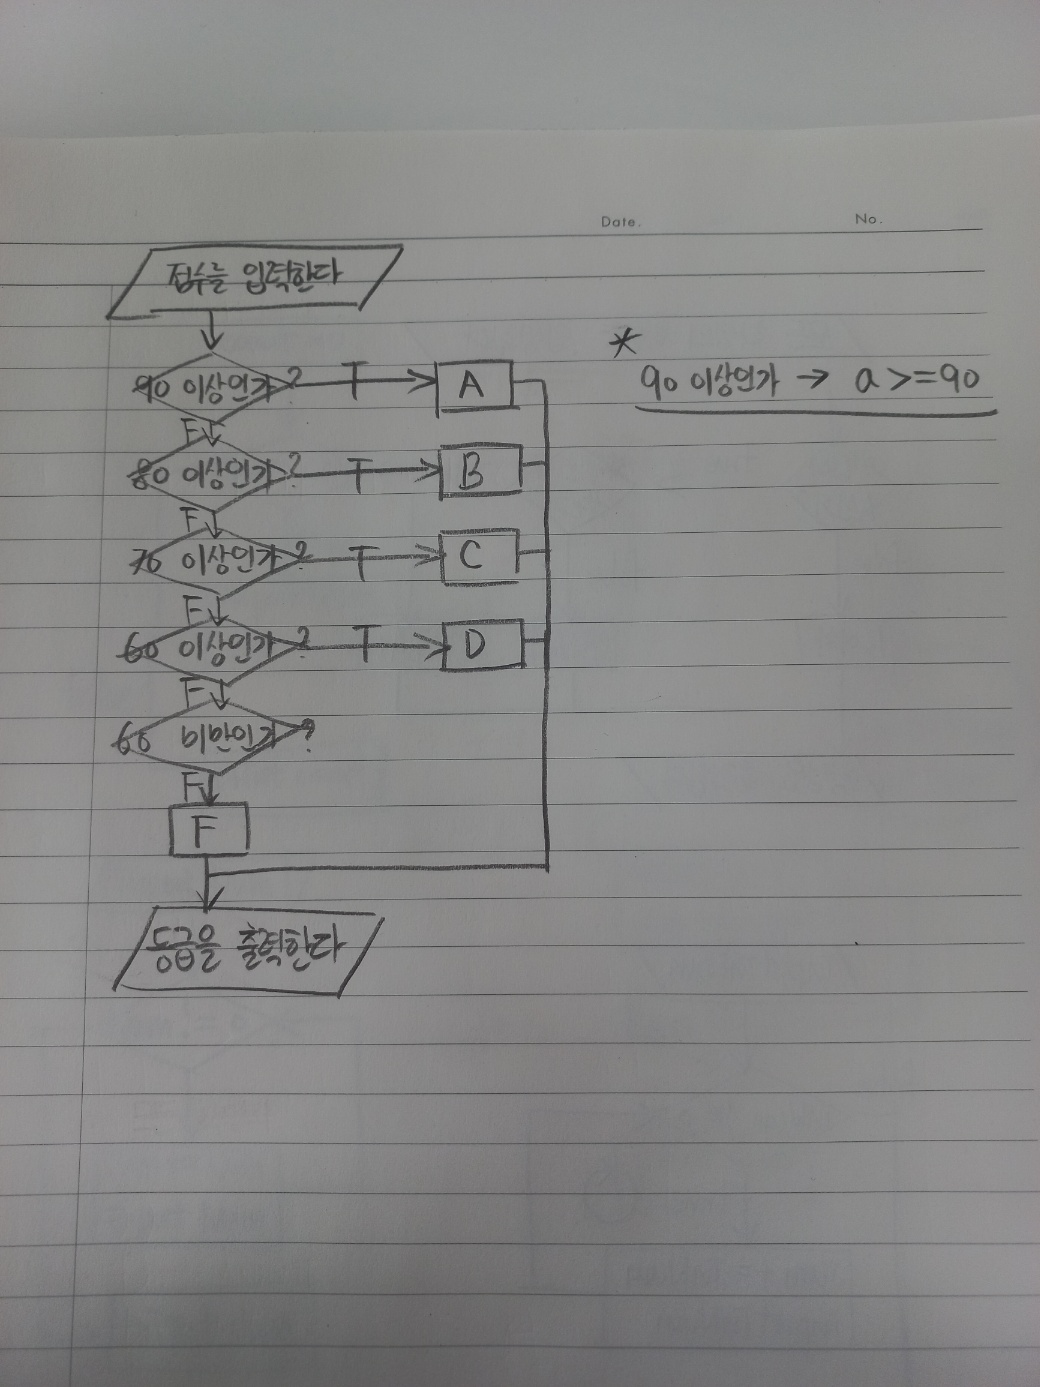 Date.
No.
점수를 입력한다
90 이상인가?
T
A
*
90 이상인가 → a >= 90
F
80 이상인가?
T
B
F
70 이상인가?
T
C
F
60 이상인가?
T
D
F
60 미만인가?
F
F
등급을 출력한다